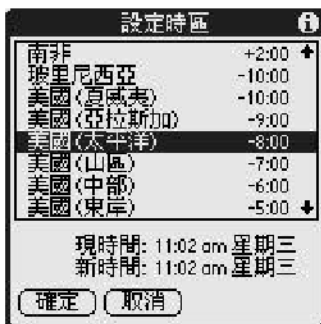 設定時區
南非 +2:00
玻里尼西亞 -10:00
美國(夏威夷) -10:00
美國(亞拉斯加) -9:00
美國(太平洋) -8:00
美國(山區) -7:00
美國(中部) -6:00
美國(東岸) -5:00
現時間: 11:02 am 星期三
新時間: 11:02 am 星期三
確定 取消